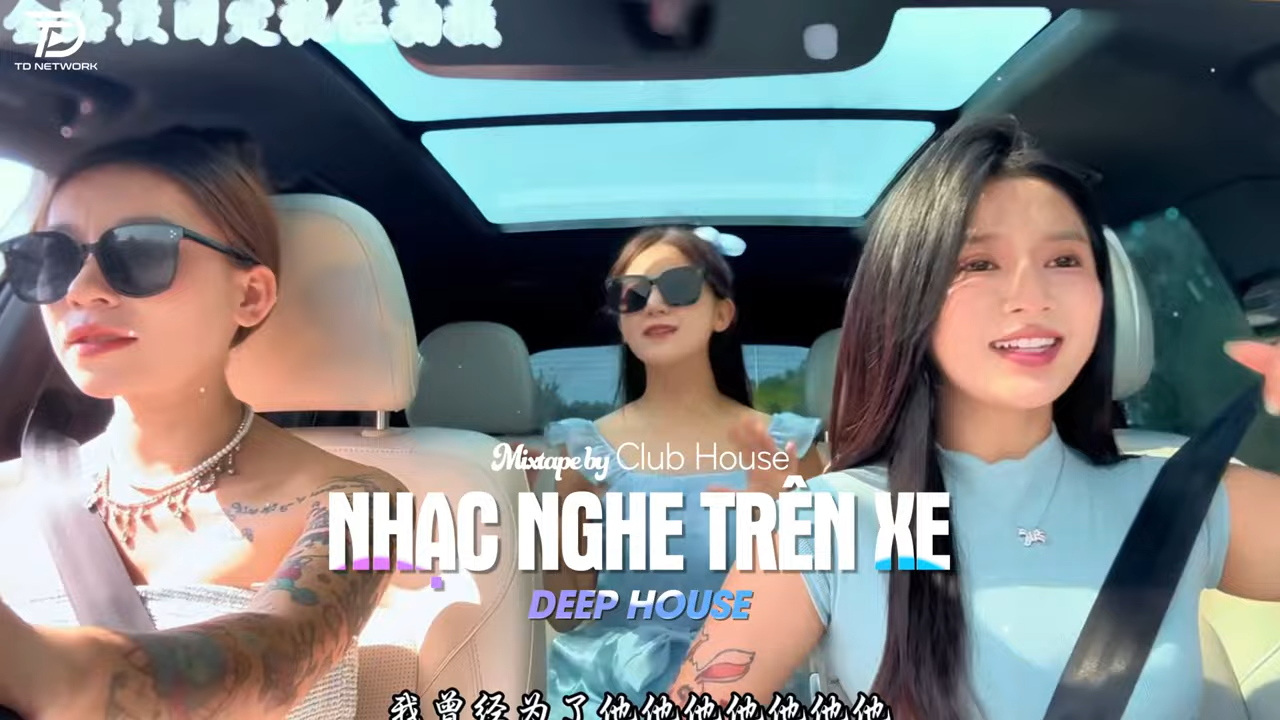 TD NETWORK
Mixtape by Club House
NHẠC NGHE TRÊN XE
DEEP HOUSE
我曾经为了他他他他他他他